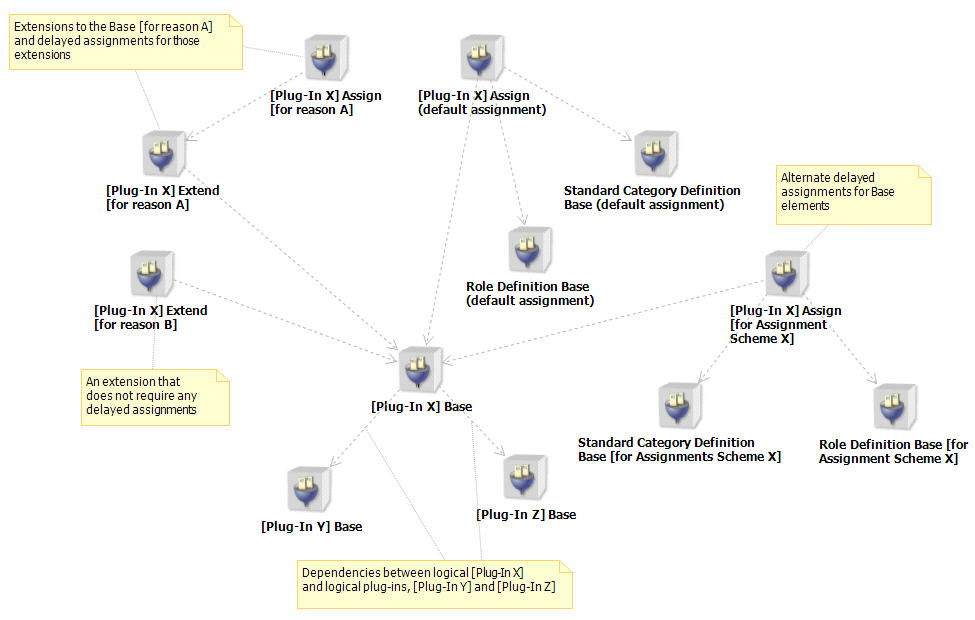 Extensions to the Base [for reason A]
and delayed assignments for those
extensions
[Plug-In X] Assign
[for reason A]
[Plug-In X] Assign
(default assignment)
[Plug-In X] Extend
[for reason A]
Standard Category Definition
Base (default assignment)
Alternate delayed
assignments for Base
elements
Role Definition Base
(default assignment)
[Plug-In X] Extend
[for reason B]
[Plug-In X] Assign
[for Assignment
Scheme X]
An extension that
does not require any
delayed assignments
[Plug-In X] Base
Standard Category Definition
Base [for Assignments Scheme X]
Role Definition Base [for
Assignment Scheme X]
[Plug-In Y] Base
[Plug-In Z] Base
Dependencies between logical [Plug-In X]
and logical plug-ins, [Plug-In Y] and [Plug-In Z]